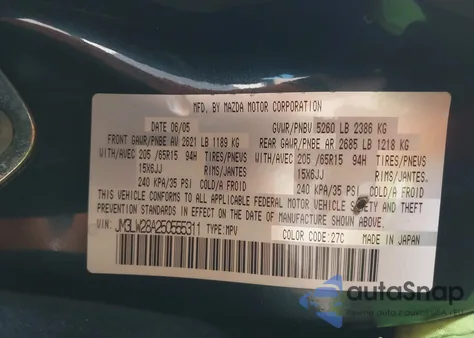 MFD. BY MAZDA MOTOR CORPORATION
DATE 06/05 GVWR/PNBV 5260 LB 2386 KG
FRONT GAWR/PNBE AV 2621 LB 1189 KG REAR GAWR/PNBE AR 2685 LB 1218 KG
WITH/AVEC 205 /65R15 94H TIRES/PNEUS WITH/AVEC 205 /65R15 94H TIRES/PNEUS
15X6JJ RIMS/JANTES 15X6JJ RIMS/JANTES
240 KPA/35 PSI COLD/A FROID 240 KPA/35 PSI COLD/A FROID
THIS VEHICLE CONFORMS TO ALL APPLICABLE FEDERAL MOTOR VEHICLE SAFETY AND THEFT
PREVENTION STANDARDS IN EFFECT ON THE DATE OF MANUFACTURE SHOWN ABOVE.
VIN: JM3LW28A250555311 TYPE:MPV COLOR CODE:27C MADE IN JAPAN
autoSnap